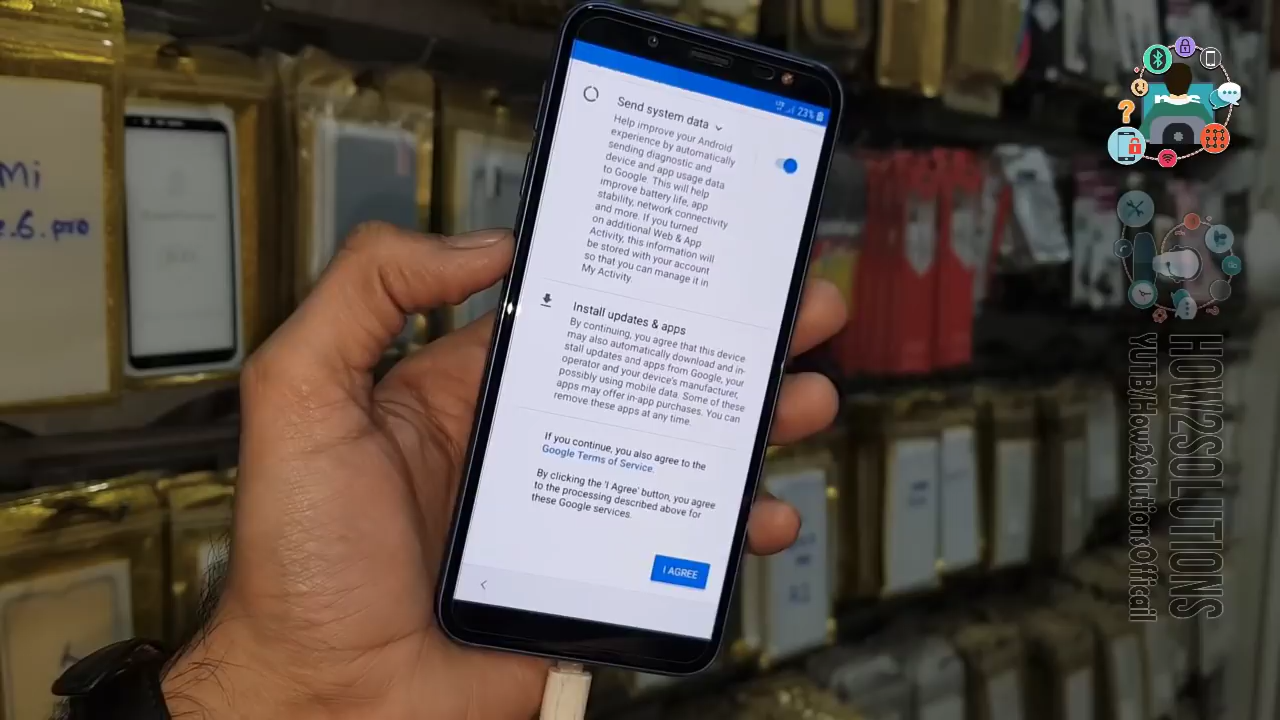 Mi
e.6.pro
LTE 23%
Send system data
Help improve your Android
experience by automatically
sending diagnostic and
device and app usage data
to Google. This will help
improve battery life, app
stability, network connectivity
and more. If you turned
on additional Web & App
Activity, this information will
be stored with your account
so that you can manage it in
My Activity.
Install updates & apps
By continuing, you agree that this device
may also automatically download and in-
stall updates and apps from Google, your
operator and your device's manufacturer,
possibly using mobile data. Some of these
apps may offer in-app purchases. You can
remove these apps at any time.
If you continue, you also agree to the
Google Terms of Service.
By clicking the 'I Agree' button, you agree
to the processing described above for
these Google services.
I AGREE
HOW2SOLUTIONS
YUTB/How2SolutionsOfficail